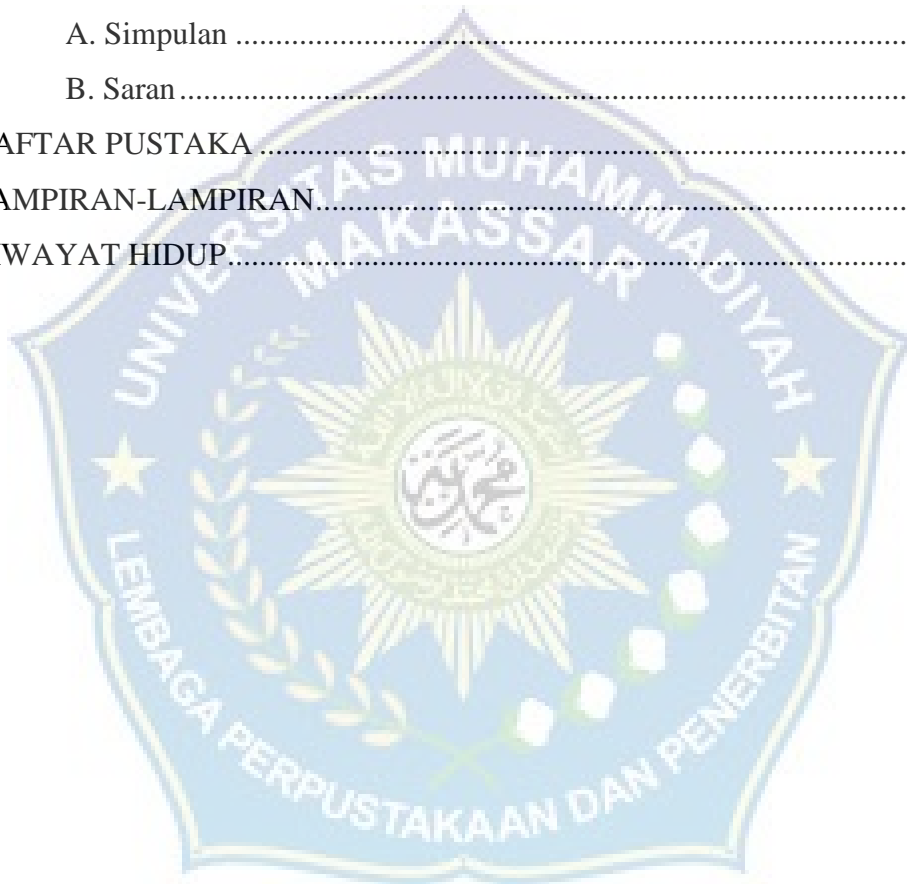 A. Simpulan ....................................................................................
B. Saran ...........................................................................................
AFTAR PUSTAKA .................................................................................
AMPIRAN-LAMPIRAN..........................................................................
WAYAT HIDUP.....................................................................................
UNIVERSITAS MUHAMMADIYAH
MAKASSAR
LEMBAGA PERPUSTAKAAN DAN PENERBITAN